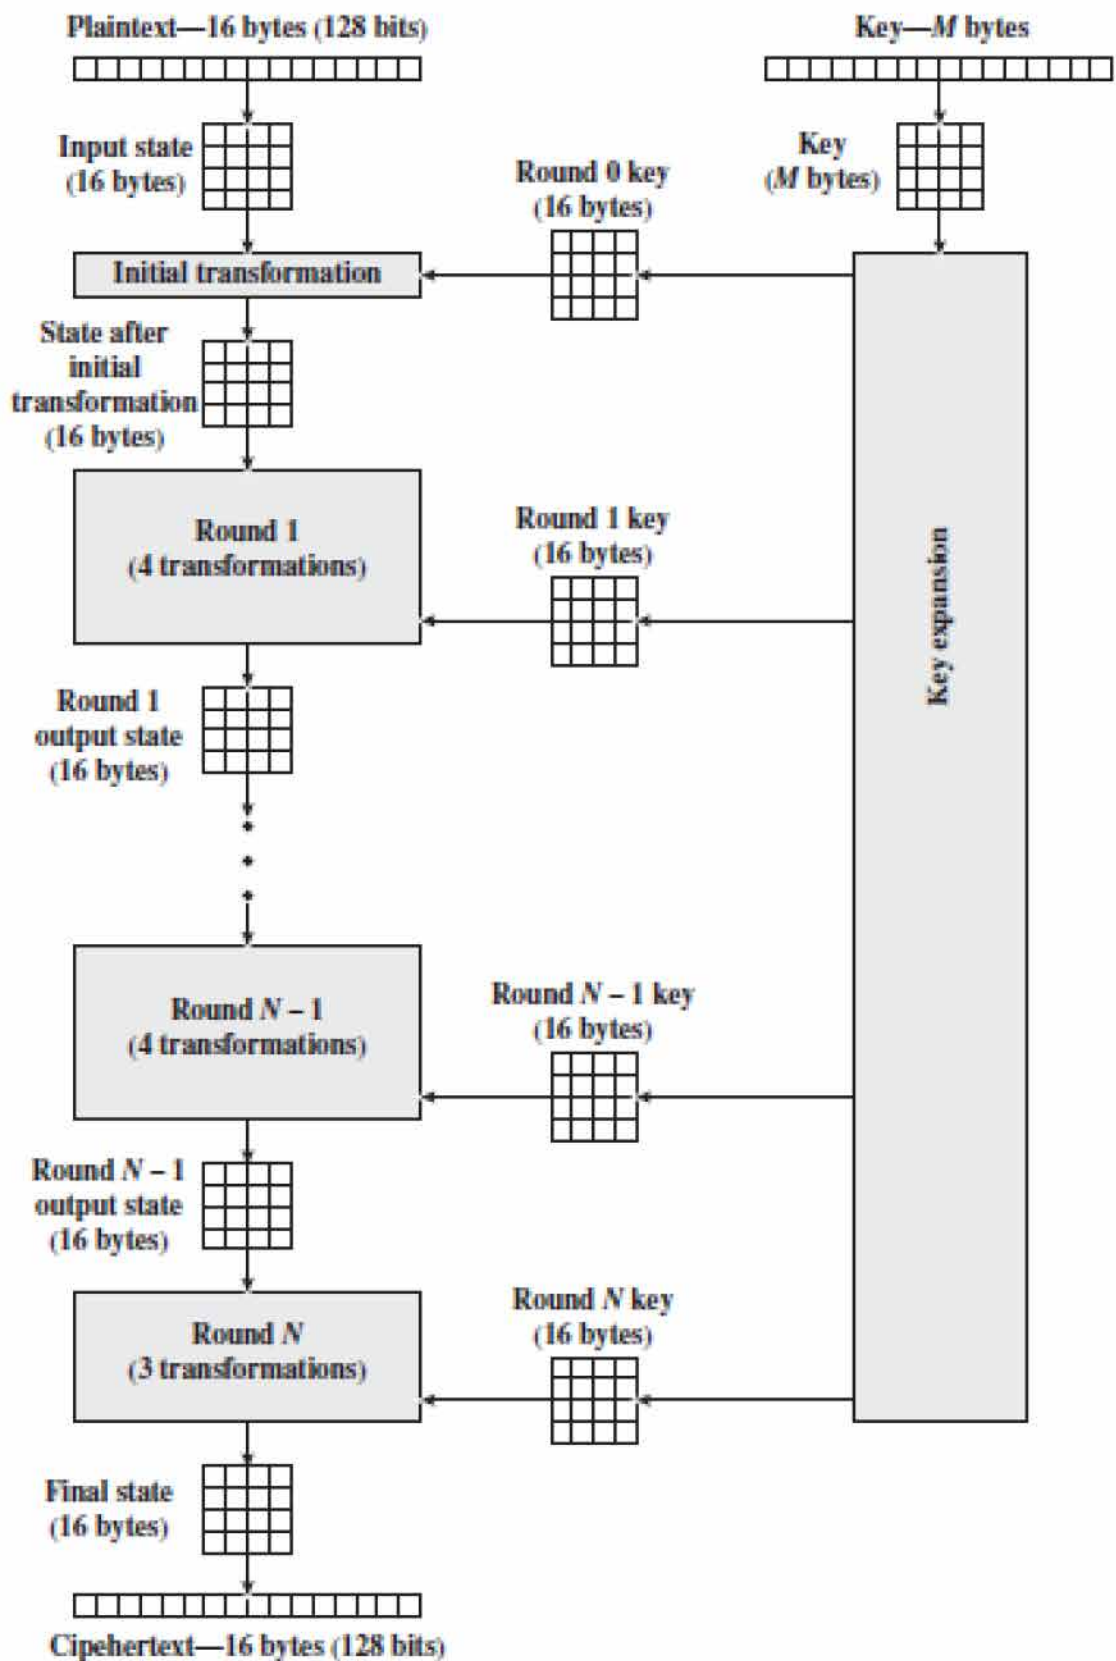 Plaintext—16 bytes (128 bits)
Key—M bytes
Input state
(16 bytes)
Key
(M bytes)
Round 0 key
(16 bytes)
Initial transformation
State after
initial
transformation
(16 bytes)
Round 1
(4 transformations)
Round 1 key
(16 bytes)
Key expansion
Round 1
output state
(16 bytes)
Round N – 1
(4 transformations)
Round N – 1 key
(16 bytes)
Round N – 1
output state
(16 bytes)
Round N
(3 transformations)
Round N key
(16 bytes)
Final state
(16 bytes)
Cipehertext—16 bytes (128 bits)